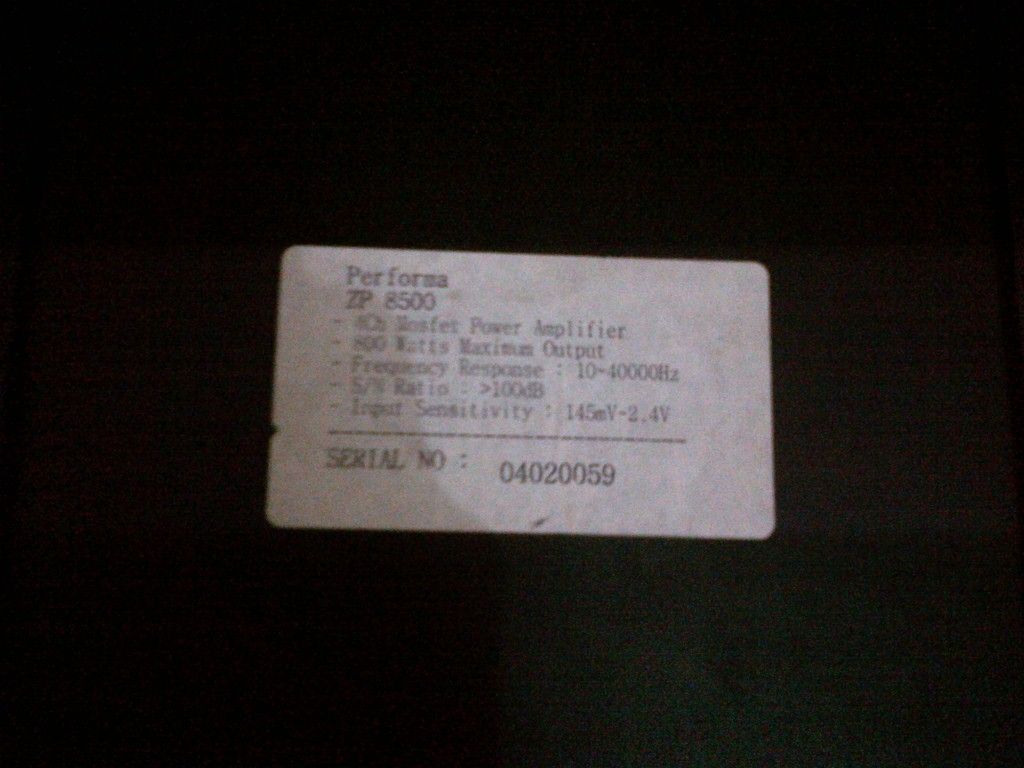 Performa
ZP 8500
- 4Ch Mosfet Power Amplifier
- 800 Watts Maximum Output
- Frequency Response : 10~40000Hz
- S/N Ratio : >100dB
- Input Sensitivity : 145mV-2.4V
--------------------------------
SERIAL NO : 04020059